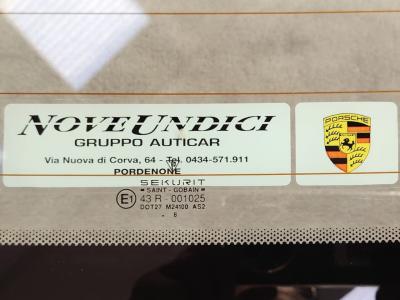 NOVEUNDICI
GRUPPO AUTICAR
Via Nuova di Corva, 64 - Tel. 0434-571.911
PORDENONE
PORSCHE
SEKURIT
SAINT - GOBAIN
E1 43 R - 001025
DOT27 M24100 AS2
. 8